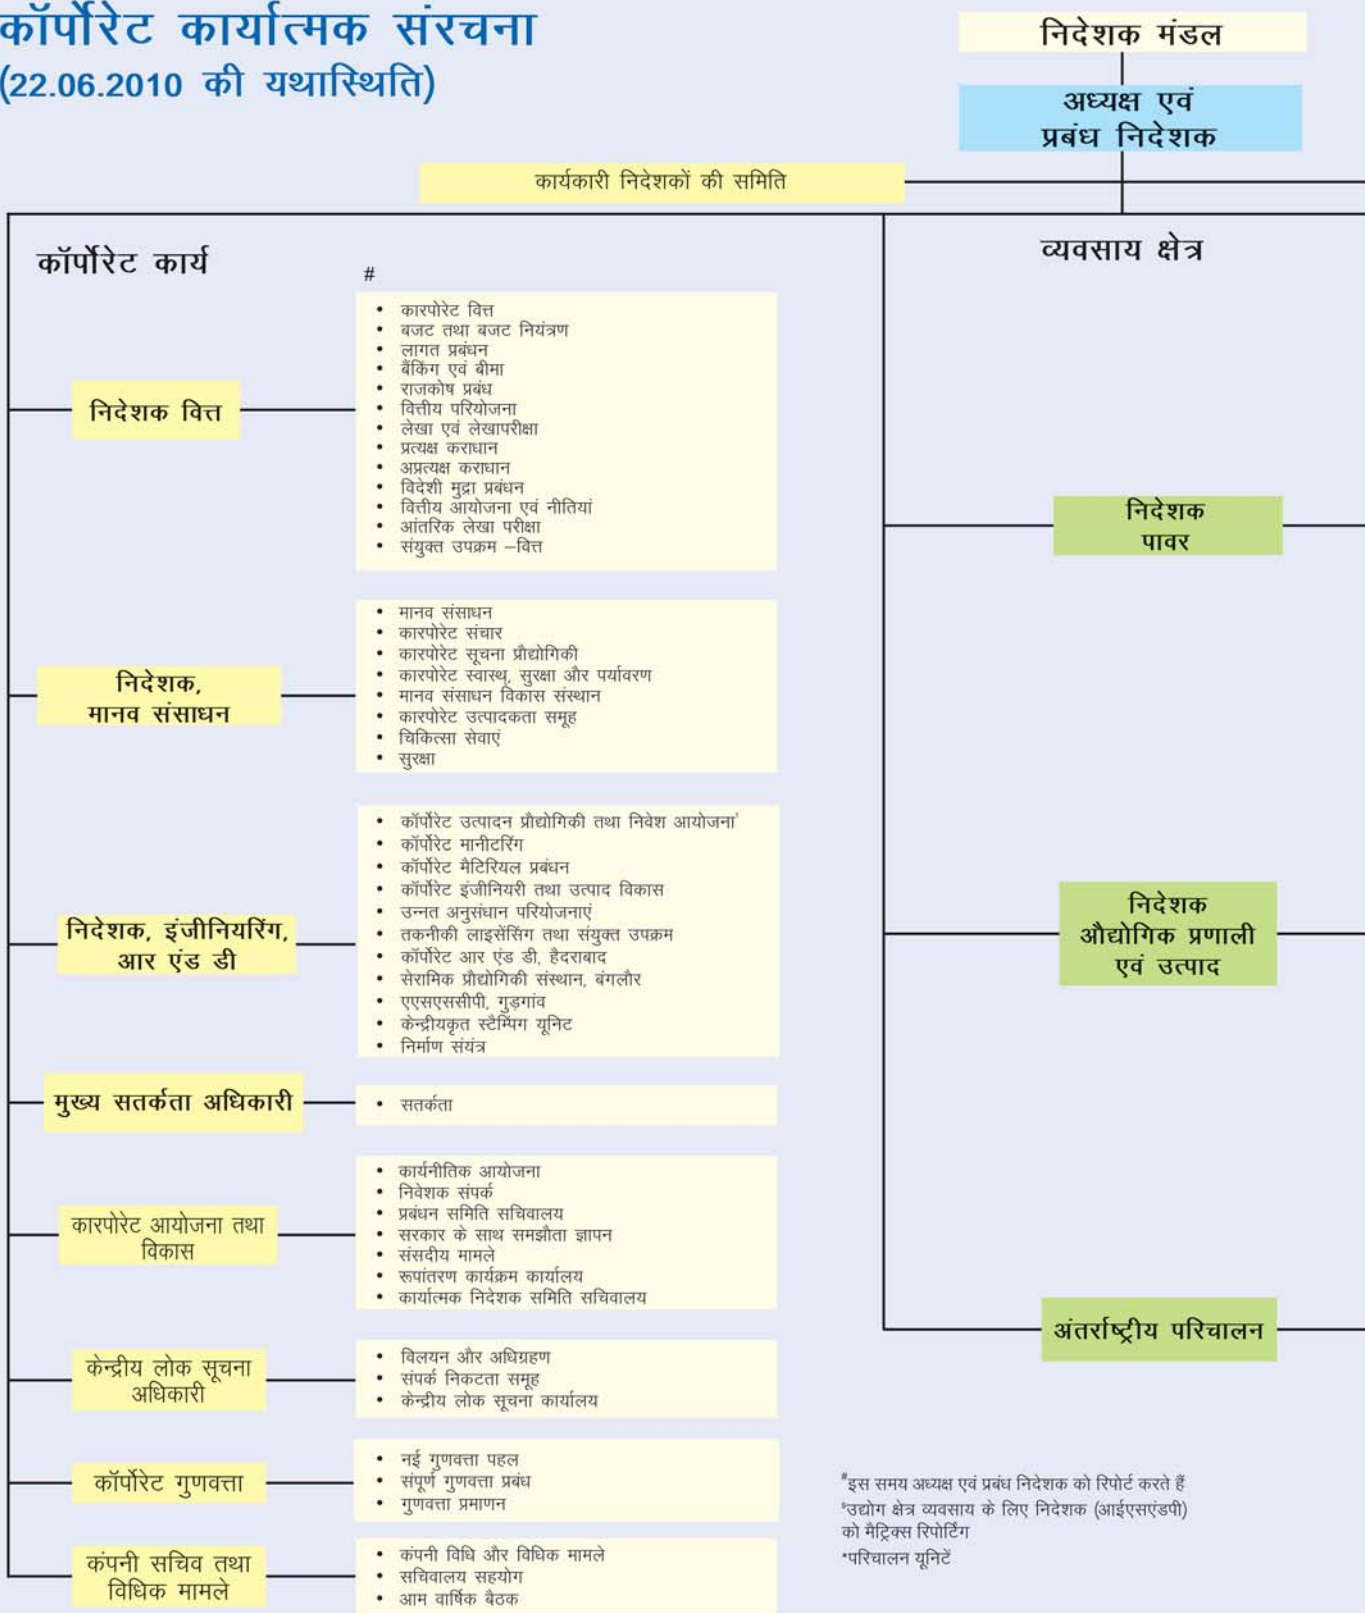 कॉर्पोरेट कार्यात्मक संरचना
(22.06.2010 की यथास्थिति)
निदेशक मंडल
अध्यक्ष एवं
प्रबंध निदेशक
कार्यकारी निदेशकों की समिति
कॉर्पोरेट कार्य
#
निदेशक वित्त
• कारपोरेट वित्त
• बजट तथा बजट नियंत्रण
• लागत प्रबंधन
• बैंकिंग एवं बीमा
• राजकोष प्रबंध
• वित्तीय परियोजना
• लेखा एवं लेखापरीक्षा
• प्रत्यक्ष कराधान
• अप्रत्यक्ष कराधान
• विदेशी मुद्रा प्रबंधन
• वित्तीय आयोजना एवं नीतियां
• आंतरिक लेखा परीक्षा
• संयुक्त उपक्रम –वित्त
निदेशक,
मानव संसाधन
• मानव संसाधन
• कारपोरेट संचार
• कारपोरेट सूचना प्रौद्योगिकी
• कारपोरेट स्वास्थ्, सुरक्षा और पर्यावरण
• मानव संसाधन विकास संस्थान
• कारपोरेट उत्पादकता समूह
• चिकित्सा सेवाएं
• सुरक्षा
निदेशक, इंजीनियरिंग,
आर एंड डी
• कॉर्पोरेट उत्पादन प्रौद्योगिकी तथा निवेश आयोजना'
• कॉर्पोरेट मानीटरिंग
• कॉर्पोरेट मैटिरियल प्रबंधन
• कॉर्पोरेट इंजीनियरी तथा उत्पाद विकास
• उन्नत अनुसंधान परियोजनाएं
• तकनीकी लाइसेंसिंग तथा संयुक्त उपक्रम
• कॉर्पोरेट आर एंड डी, हैदराबाद
• सेरामिक प्रौद्योगिकी संस्थान, बंगलौर
• एएसएससीपी, गुड़गांव
• केन्द्रीयकृत स्टैम्पिंग यूनिट
• निर्माण संयंत्र
मुख्य सतर्कता अधिकारी
• सतर्कता
कारपोरेट आयोजना तथा
विकास
• कार्यनीतिक आयोजना
• निवेशक संपर्क
• प्रबंधन समिति सचिवालय
• सरकार के साथ समझौता ज्ञापन
• संसदीय मामले
• रूपांतरण कार्यक्रम कार्यालय
• कार्यात्मक निदेशक समिति सचिवालय
केन्द्रीय लोक सूचना
अधिकारी
• विलयन और अधिग्रहण
• संपर्क निकटता समूह
• केन्द्रीय लोक सूचना कार्यालय
कॉर्पोरेट गुणवत्ता
• नई गुणवत्ता पहल
• संपूर्ण गुणवत्ता प्रबंध
• गुणवत्ता प्रमाणन
कंपनी सचिव तथा
विधिक मामले
• कंपनी विधि और विधिक मामले
• सचिवालय सहयोग
• आम वार्षिक बैठक
व्यवसाय क्षेत्र
निदेशक
पावर
निदेशक
औद्योगिक प्रणाली
एवं उत्पाद
अंतर्राष्ट्रीय परिचालन
#इस समय अध्यक्ष एवं प्रबंध निदेशक को रिपोर्ट करते हैं
$उद्योग क्षेत्र व्यवसाय के लिए निदेशक (आईएसएंडपी)
को मैट्रिक्स रिपोर्टिंग
*परिचालन यूनिटें